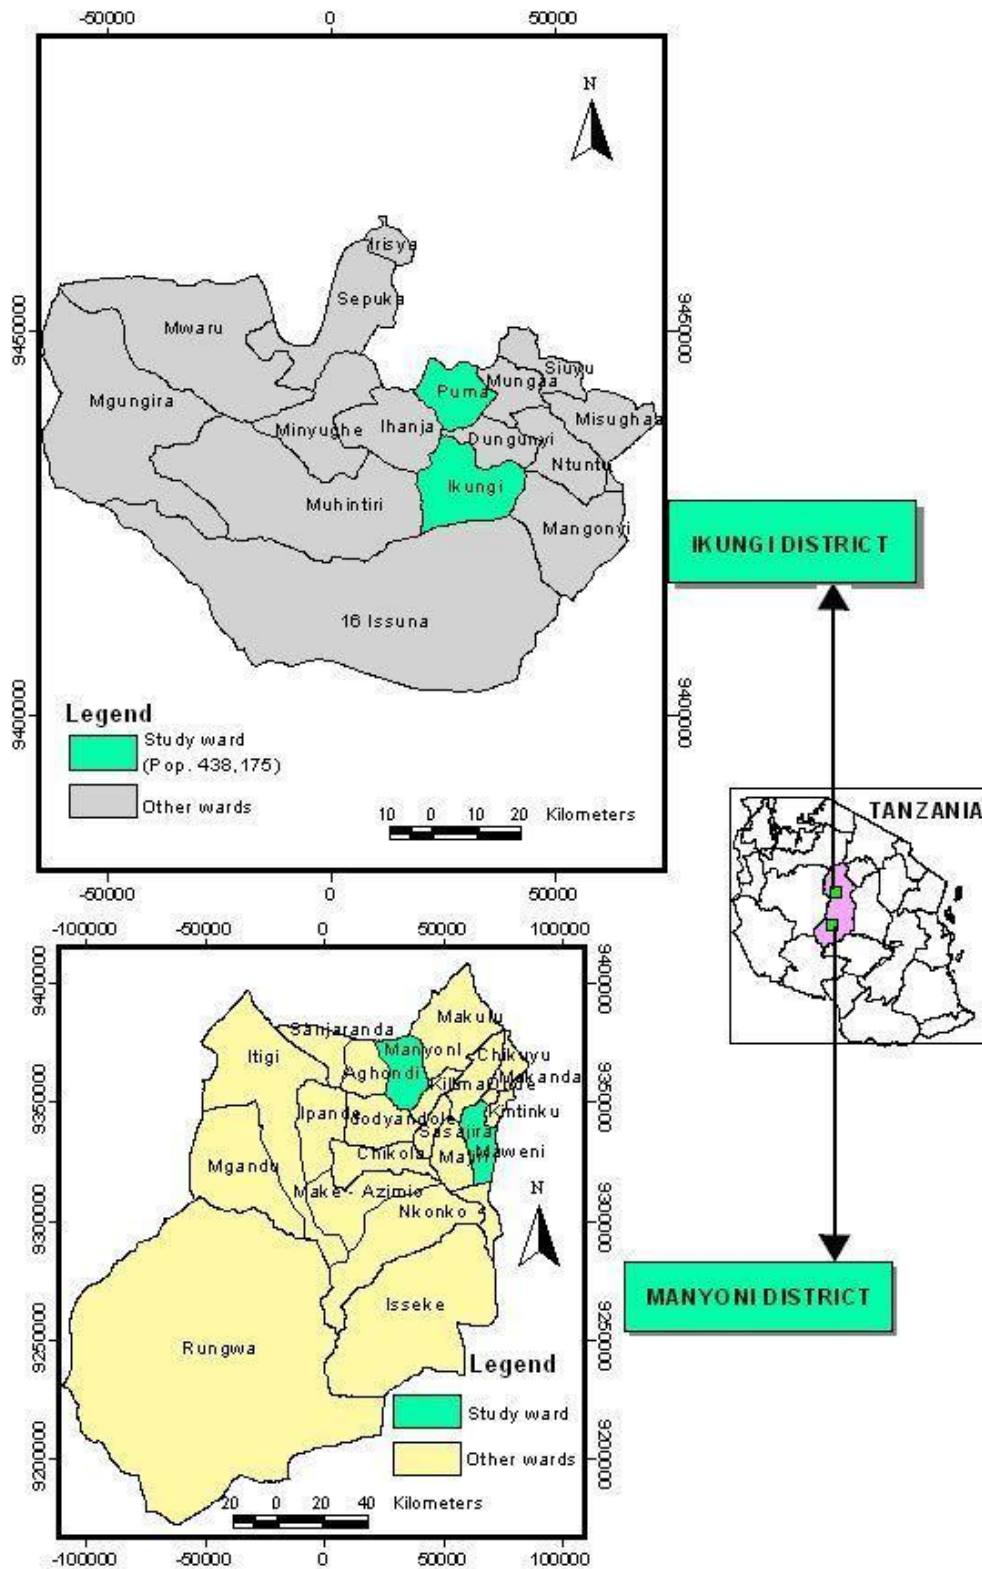 -50000 0 50000
N
Irisya
Sepuka
Mwaru
9450000
9450000
Siuyu
Mungaa
Puma
Mgungira
Misughaa
Minyughe
Ihanja
Dungunyi
Ntuntu
Ikungi
Muhintiri
Mangonyi
IKUNGI DISTRICT
16 Issuna
Legend
Study ward
(Pop. 438,175)
Other wards
9400000
9400000
10 0 10 20 Kilometers
TANZANIA
-50000 0 50000
-100000 -50000 0 50000 100000
9400000
9400000
Makulu
Sanjaranda
Itigi
Manyoni
Chikuyu
Aghondi
Makanda
Kilima
9350000
9350000
Ipande
Kintinku
Sasajira
Chikola
Maweni
Mgandu
Make - Azimio
N
Nkonko
9300000
9300000
Isseke
MANYONI DISTRICT
Rungwa
9250000
9250000
Legend
Study ward
Other wards
9200000
9200000
20 0 20 40 Kilometers
-100000 -50000 0 50000 100000